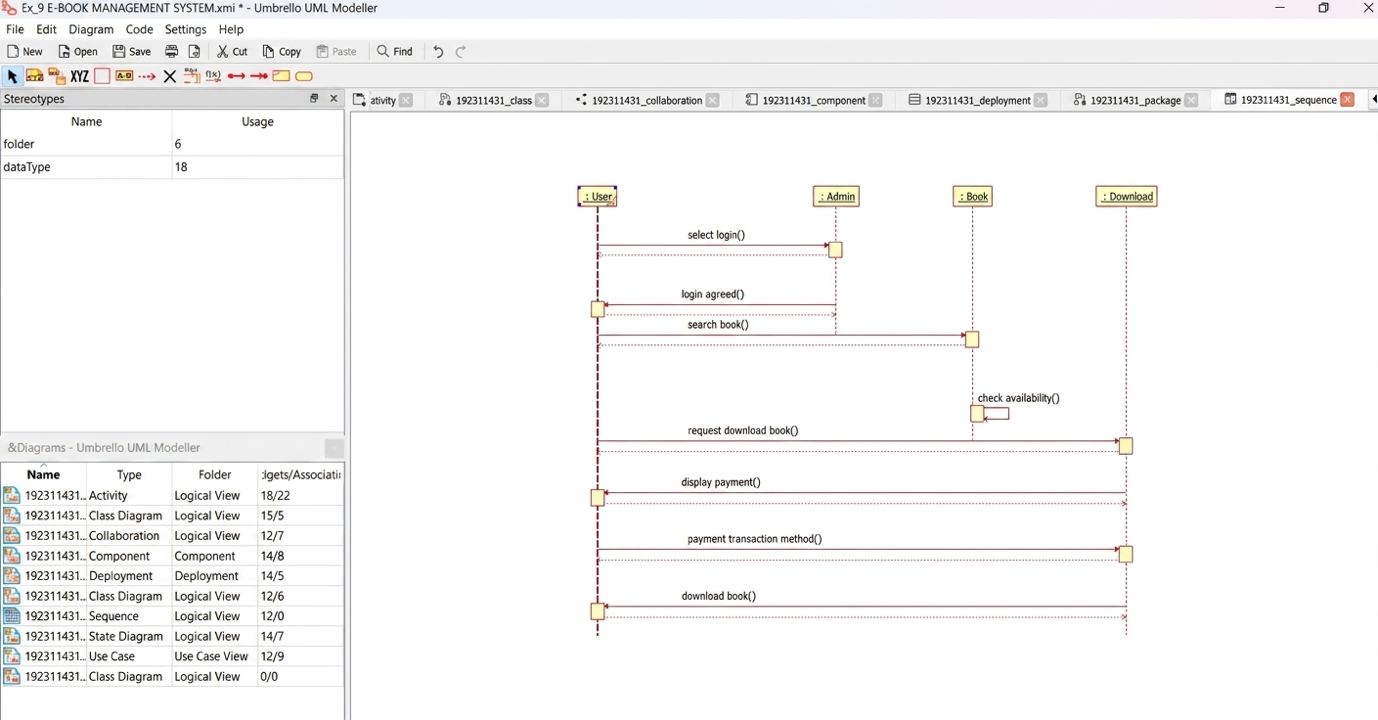 Ex_9 E-BOOK MANAGEMENT SYSTEM.xmi * - Umbrello UML Modeller
File Edit Diagram Code Settings Help
New Open Save Cut Copy Paste Find
XYZ A=B f(x)
Stereotypes
ativity 192311431_class 192311431_collaboration 192311431_component 192311431_deployment 192311431_package 192311431_sequence
Name Usage
folder 6
dataType 18
: User : Admin : Book : Download
select login()
login agreed()
search book()
check availability()
request download book()
display payment()
payment transaction method()
download book()
&Diagrams - Umbrello UML Modeller
Name Type Folder :lgets/Associati
192311431... Activity Logical View 18/22
192311431... Class Diagram Logical View 15/5
192311431... Collaboration Logical View 12/7
192311431... Component Component 14/8
192311431... Deployment Deployment 14/5
192311431... Class Diagram Logical View 12/6
192311431... Sequence Logical View 12/0
192311431... State Diagram Logical View 14/7
192311431... Use Case Use Case View 12/9
192311431... Class Diagram Logical View 0/0